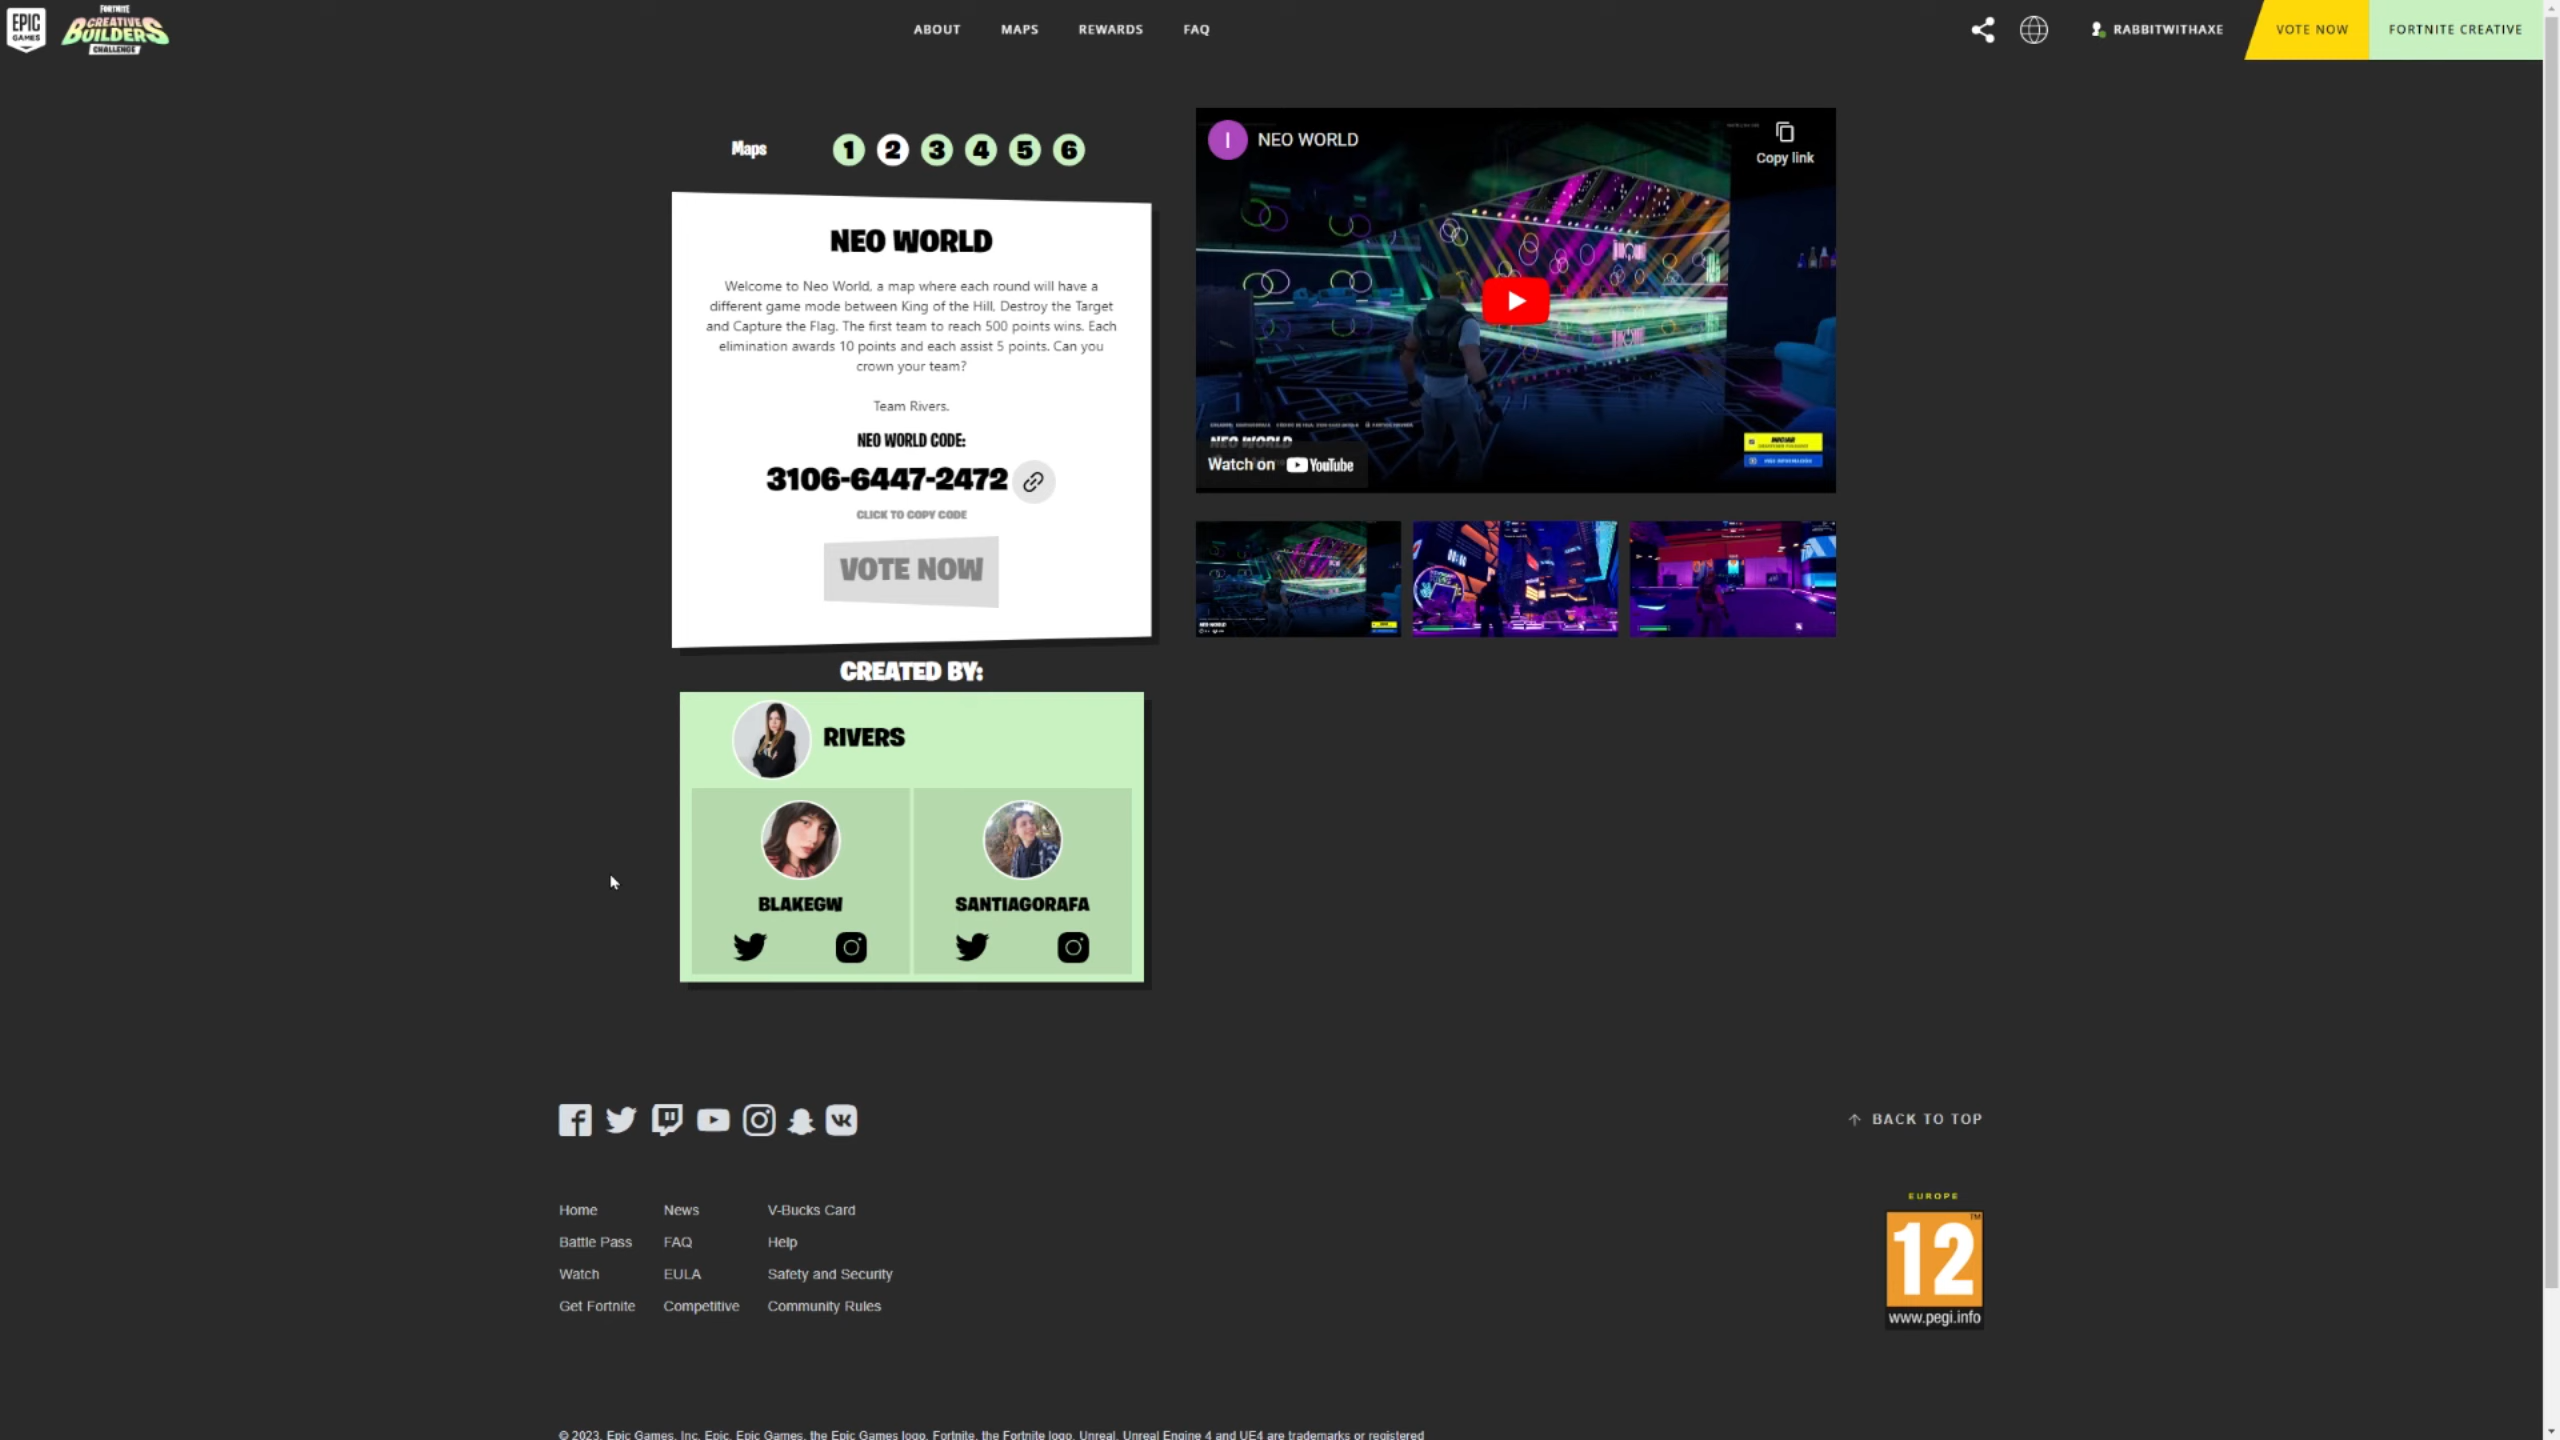 EPIC
GAMES
FORTNITE
CREATIVE
BUILDERS
CHALLENGE
ABOUT
MAPS
REWARDS
FAQ
RABBITWITHAXE
VOTE NOW
FORTNITE CREATIVE
Maps
1
2
3
4
5
6
NEO WORLD
Welcome to Neo World, a map where each round will have a
different game mode between King of the Hill, Destroy the Target
and Capture the Flag. The first team to reach 500 points wins. Each
elimination awards 10 points and each assist 5 points. Can you
crown your team?
Team Rivers.
NEO WORLD CODE:
3106-6447-2472
CLICK TO COPY CODE
VOTE NOW
I
NEO WORLD
Copy link
NEO WORLD
Watch on YouTube
CREATED BY:
RIVERS
BLAKEGW
SANTIAGORAFA
BACK TO TOP
Home
News
V-Bucks Card
Battle Pass
FAQ
Help
Watch
EULA
Safety and Security
Get Fortnite
Competitive
Community Rules
EUROPE
12
TM
www.pegi.info
© 2023, Epic Games, Inc. Epic, Epic Games, the Epic Games logo, Fortnite, the Fortnite logo, Unreal, Unreal Engine 4 and UE4 are trademarks or registered